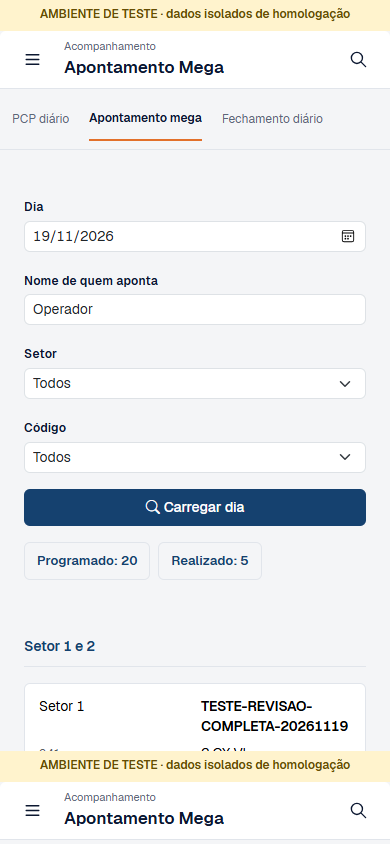 AMBIENTE DE TESTE · dados isolados de homologação
Acompanhamento
Apontamento Mega
PCP diário
Apontamento mega
Fechamento diário
Dia
19/11/2026
Nome de quem aponta
Operador
Setor
Todos
Código
Todos
Carregar dia
Programado: 20
Realizado: 5
Setor 1 e 2
Setor 1
TESTE-REVISAO-
COMPLETA-20261119
AMBIENTE DE TESTE · dados isolados de homologação
Acompanhamento
Apontamento Mega